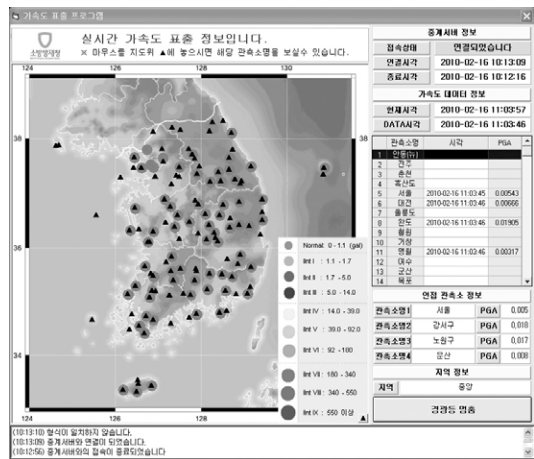 가속도 표출 프로그램
소방방재청
실시간 가속도 표출 정보입니다.
※ 마우스를 지도위 ▲에 놓으시면 해당 관측소명을 보실수 있습니다.
124 126 128 130
38 38
36 36
34 34
124 126 128
Normal 0 - 1.1 (gal)
Int I : 1.1 - 1.7
Int II : 1.7 - 5.0
Int III : 5.0 - 14.0
Int IV : 14.0 - 39.0
Int V : 39.0 - 92.0
Int VI : 92 - 180
Int VII : 180 - 340
Int VIII : 340 - 550
Int IX : 550 이상
중계서버 정보
접속상태 연결되었습니다
연결시각 2010-02-16 10:13:09
종료시각 2010-02-16 10:12:16
가속도 데이터 정보
현재시각 2010-02-16 11:03:57
DATA시각 2010-02-16 11:03:46
관측소명 시각 PGA
1 안동(뉴)
2 전주
3 춘천
4 흑산도
5 서울 2010-02-16 11:03:45 0.00543
6 대전 2010-02-16 11:03:46 0.00666
7 울릉도
8 완도 2010-02-16 11:03:46 0.01905
9 철원
10 거창
11 영월 2010-02-16 11:03:46 0.00317
12 여수
13 군산
14 목포
인접 관측소 정보
관측소명1 서울 PGA 0.005
관측소명2 강서구 PGA 0.018
관측소명3 노원구 PGA 0.017
관측소명4 문산 PGA 0.008
지역 정보
지역 중앙
경광등 멈춤
(10:13:10) 형식이 일치하지 않습니다.
(10:13:09) 중계서버와 연결이 되었습니다.
(10:12:56) 중계서버와의 접속이 종료되었습니다